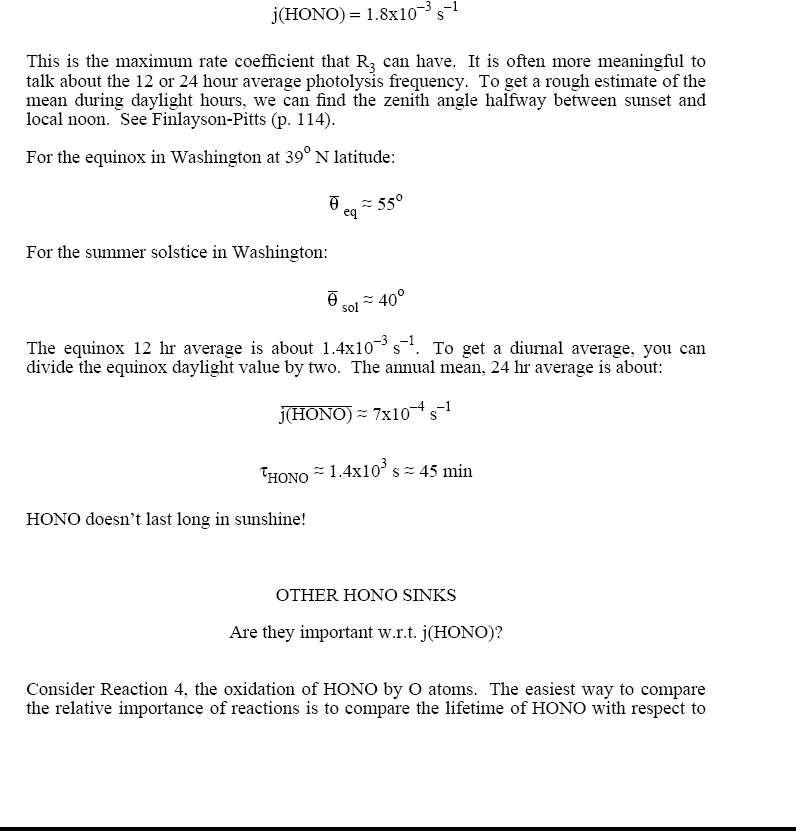 j(HONO) = 1.8x10⁻³ s⁻¹
This is the maximum rate coefficient that R₃ can have. It is often more meaningful to
talk about the 12 or 24 hour average photolysis frequency. To get a rough estimate of the
mean during daylight hours, we can find the zenith angle halfway between sunset and
local noon. See Finlayson-Pitts (p. 114).
For the equinox in Washington at 39° N latitude:
θ̅ eq ≈ 55°
For the summer solstice in Washington:
θ̅ sol ≈ 40°
The equinox 12 hr average is about 1.4x10⁻³ s⁻¹. To get a diurnal average, you can
divide the equinox daylight value by two. The annual mean, 24 hr average is about:
j(HONO) ≈ 7x10⁻⁴ s⁻¹
τHONO ≈ 1.4x10³ s ≈ 45 min
HONO doesn’t last long in sunshine!
OTHER HONO SINKS
Are they important w.r.t. j(HONO)?
Consider Reaction 4, the oxidation of HONO by O atoms. The easiest way to compare
the relative importance of reactions is to compare the lifetime of HONO with respect to